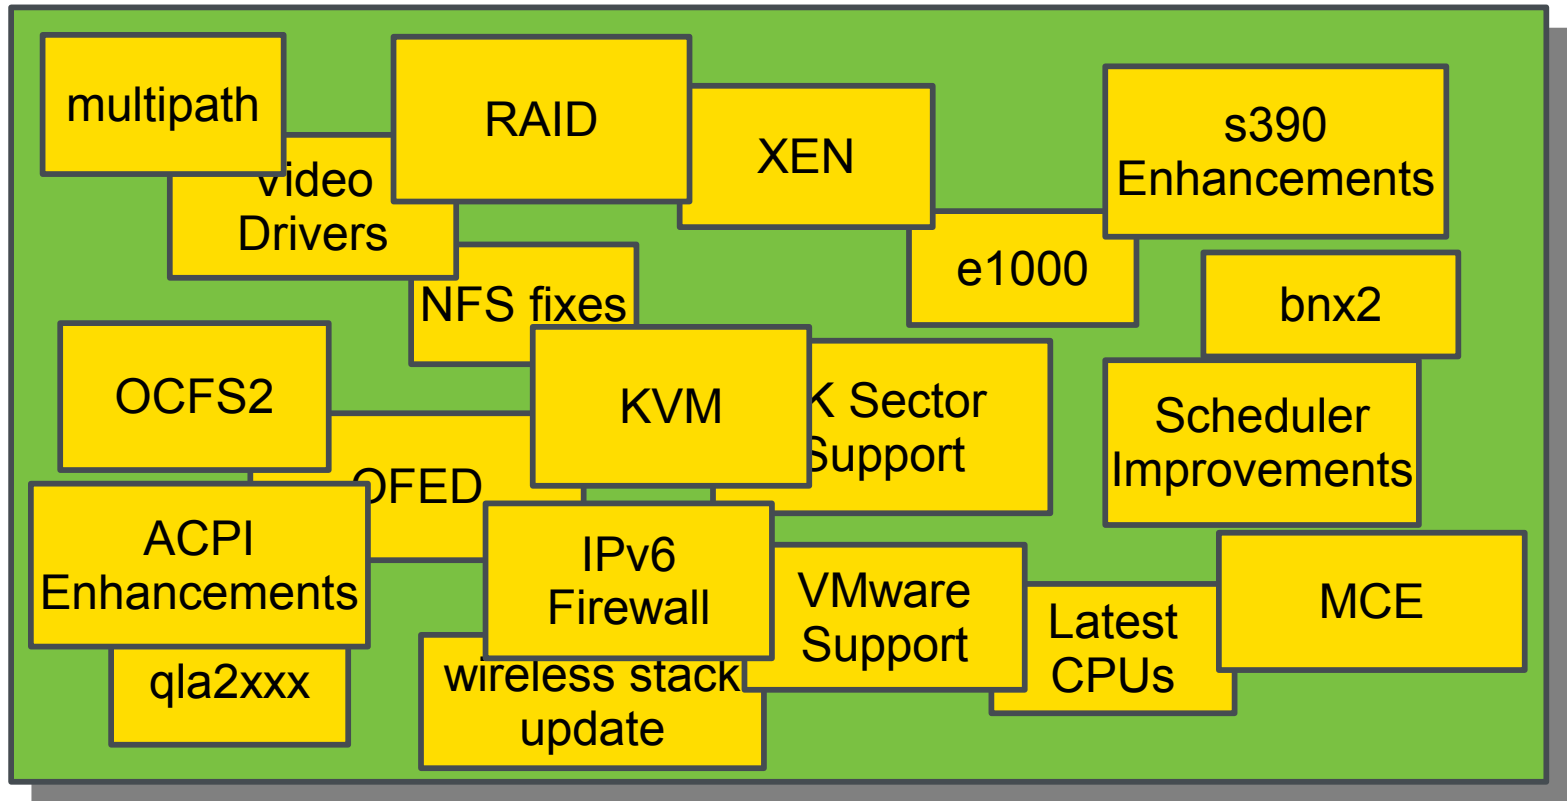 multipath
RAID
XEN
s390
Enhancements
Video
Drivers
e1000
bnx2
NFS fixes
OCFS2
KVM
K Sector
Support
Scheduler
Improvements
OFED
ACPI
Enhancements
IPv6
Firewall
VMware
Support
Latest
CPUs
MCE
qla2xxx
wireless stack
update